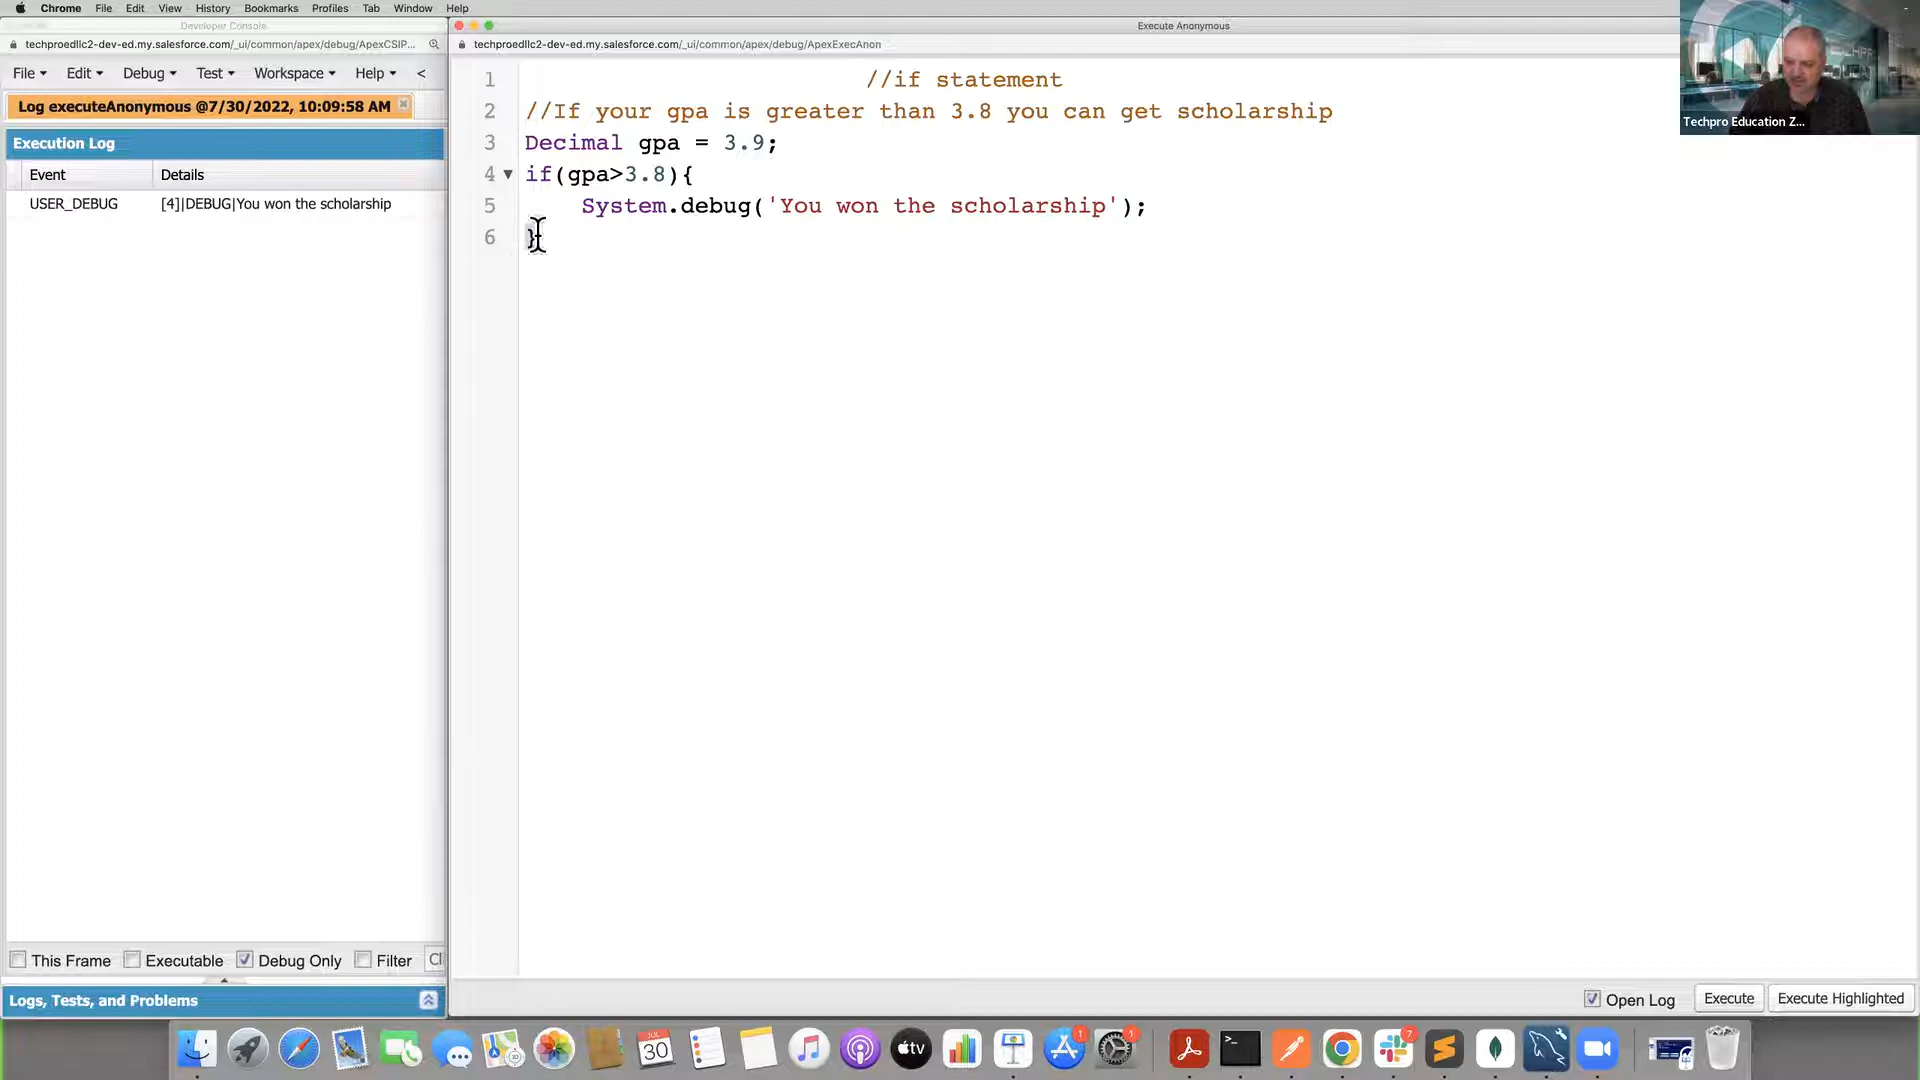 Chrome File Edit View History Bookmarks Profiles Tab Window Help
Developer Console
techproedllc2-dev-ed.my.salesforce.com/_ui/common/apex/debug/ApexCSIP...
File Edit Debug Test Workspace Help <
Log executeAnonymous @7/30/2022, 10:09:58 AM
Execution Log
Event Details
USER_DEBUG [4]|DEBUG|You won the scholarship
This Frame Executable Debug Only Filter Cl
Logs, Tests, and Problems
Execute Anonymous
techproedllc2-dev-ed.my.salesforce.com/_ui/common/apex/debug/ApexExecAnon
1 //if statement
2 //If your gpa is greater than 3.8 you can get scholarship
3 Decimal gpa = 3.9;
4 if(gpa>3.8){
5 System.debug('You won the scholarship');
6 }
Open Log Execute Execute Highlighted
Techpro Education Z...
JUL
30
tv
1
1
7